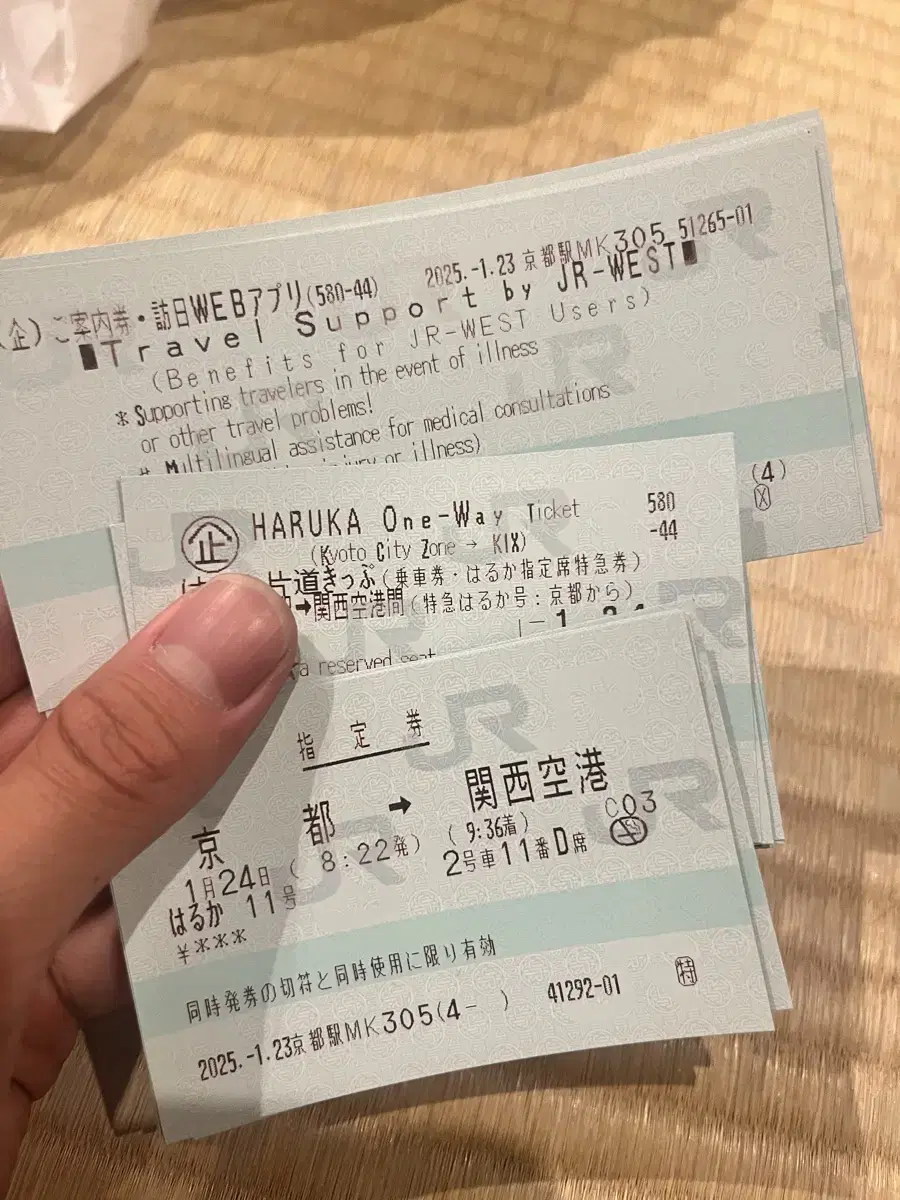 (企)ご案内券・訪日WEBアプリ(580-44) 2025.-1.23 京都駅MK305 51265-01
■Travel Support by JR-WEST■
(Benefits for JR-WEST Users)
*Supporting travelers in the event of illness
or other travel problems!
* Multilingual assistance for medical consultations
injury or illness)
(4)
企 HARUKA One-Way Ticket 580
-44
(Kyoto City Zone → KIX)
は 片道きっぷ(乗車券・はるか指定席特急券)
→関西空港間(特急はるか号:京都から)
a reserved seat
指 定 券
京 都 → 関西空港
1月24日( 8:22発) ( 9:36着) C03
はるか 11号 2号車11番D席
¥***
同時発券の切符と同時使用に限り有効
2025.-1.23京都駅MK305(4- ) 41292-01 特
JR